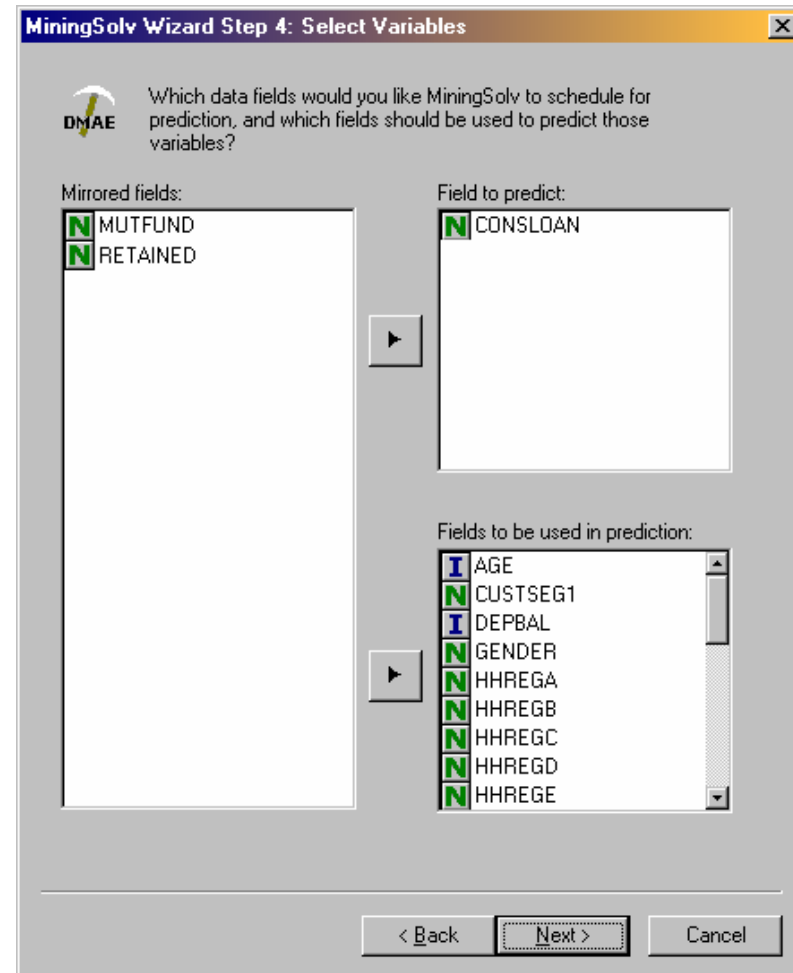 MiningSolv Wizard Step 4: Select Variables
DMAE
Which data fields would you like MiningSolv to schedule for
prediction, and which fields should be used to predict those
variables?
Mirrored fields:
N MUTFUND
N RETAINED
Field to predict:
N CONSLOAN
Fields to be used in prediction:
I AGE
N CUSTSEG1
I DEPBAL
N GENDER
N HHREGA
N HHREGB
N HHREGC
N HHREGD
N HHREGE
< Back
Next >
Cancel